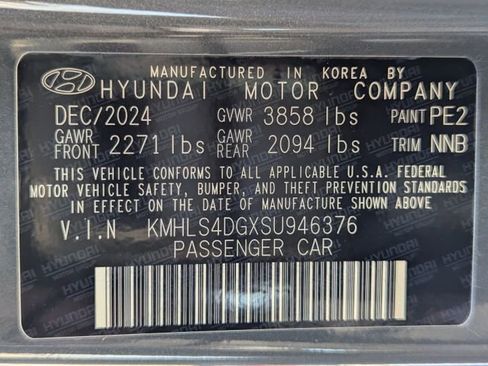 MANUFACTURED IN KOREA BY
HYUNDAI MOTOR COMPANY
DEC/2024 GVWR 3858 lbs PAINT PE2
GAWR FRONT 2271 lbs GAWR REAR 2094 lbs TRIM NNB
THIS VEHICLE CONFORMS TO ALL APPLICABLE U.S.A. FEDERAL
MOTOR VEHICLE SAFETY, BUMPER, AND THEFT PREVENTION STANDARDS
IN EFFECT ON THE DATE OF MANUFACTURE SHOWN ABOVE
V.I.N KMHLS4DGXSU946376
PASSENGER CAR